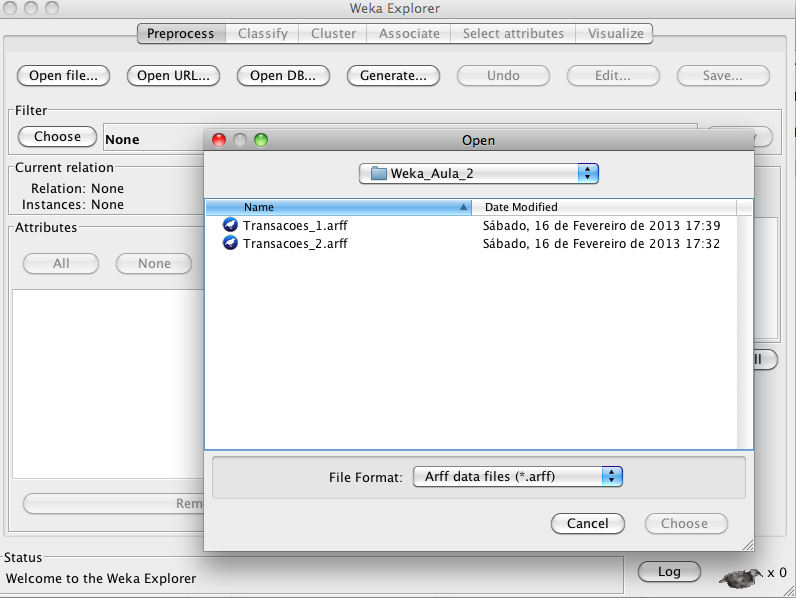 Weka Explorer
Preprocess Classify Cluster Associate Select attributes Visualize
Open file... Open URL... Open DB... Generate... Undo Edit... Save...
Filter
Choose None
Open
Current relation
Weka_Aula_2
Relation: None
Instances: None
Name Date Modified
Attributes
Transacoes_1.arff Sábado, 16 de Fevereiro de 2013 17:39
Transacoes_2.arff Sábado, 16 de Fevereiro de 2013 17:32
All None
File Format: Arff data files (*.arff)
Rem
Cancel Choose
Status
Welcome to the Weka Explorer
Log x 0